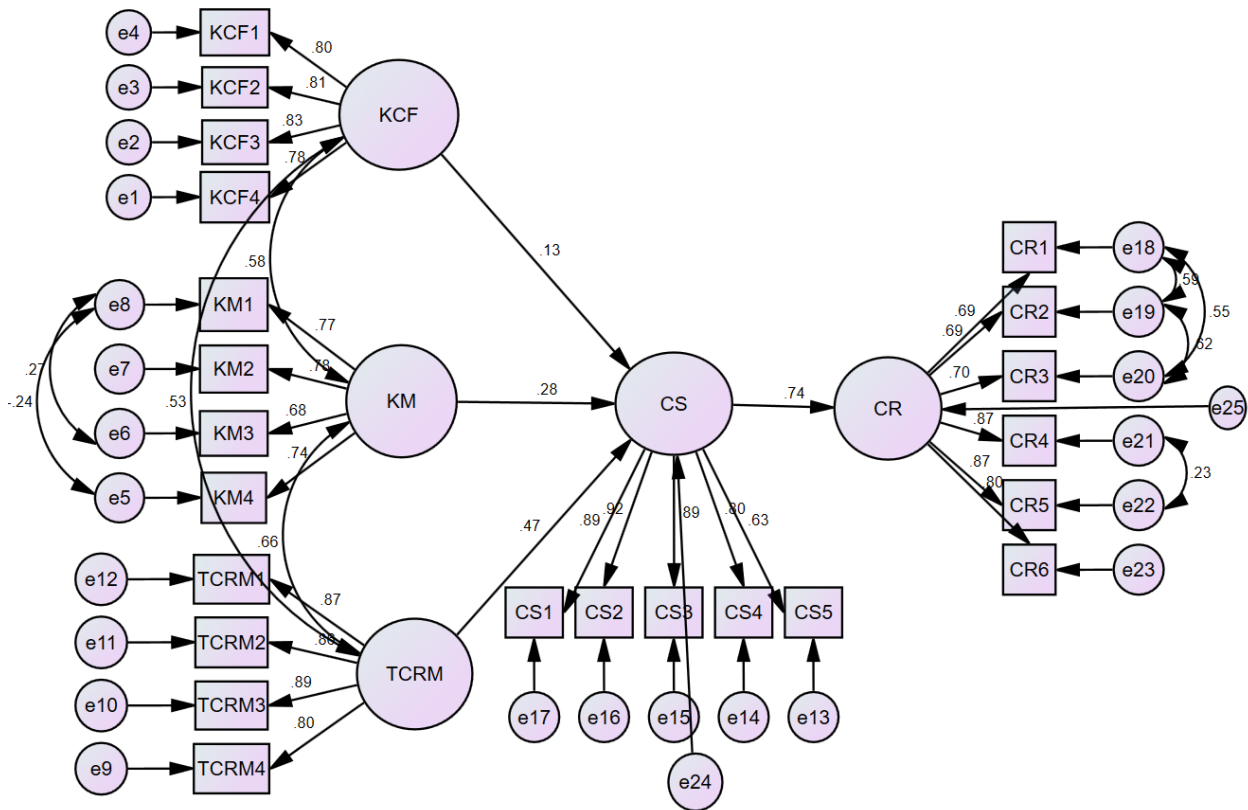 e4
KCF1
.80
e3
KCF2
.81
KCF
e2
KCF3
.83
e1
KCF4
.78
.13
.58
e8
KM1
.77
e7
KM2
.78
KM
.28
e6
KM3
.68
e5
KM4
.74
.27
-.24
.53
.66
e12
TCRM1
.87
e11
TCRM2
TCRM
e10
TCRM3
.89
e9
TCRM4
.80
.47
CS
.74
CR
.89
.92
.89
.80
.63
CS1
CS2
CS3
CS4
CS5
e17
e16
e15
e14
e13
e24
CR1
e18
.59
.55
.69
CR2
e19
.69
.62
CR3
e20
.70
e25
CR4
e21
.87
.23
CR5
e22
.87
.80
CR6
e23